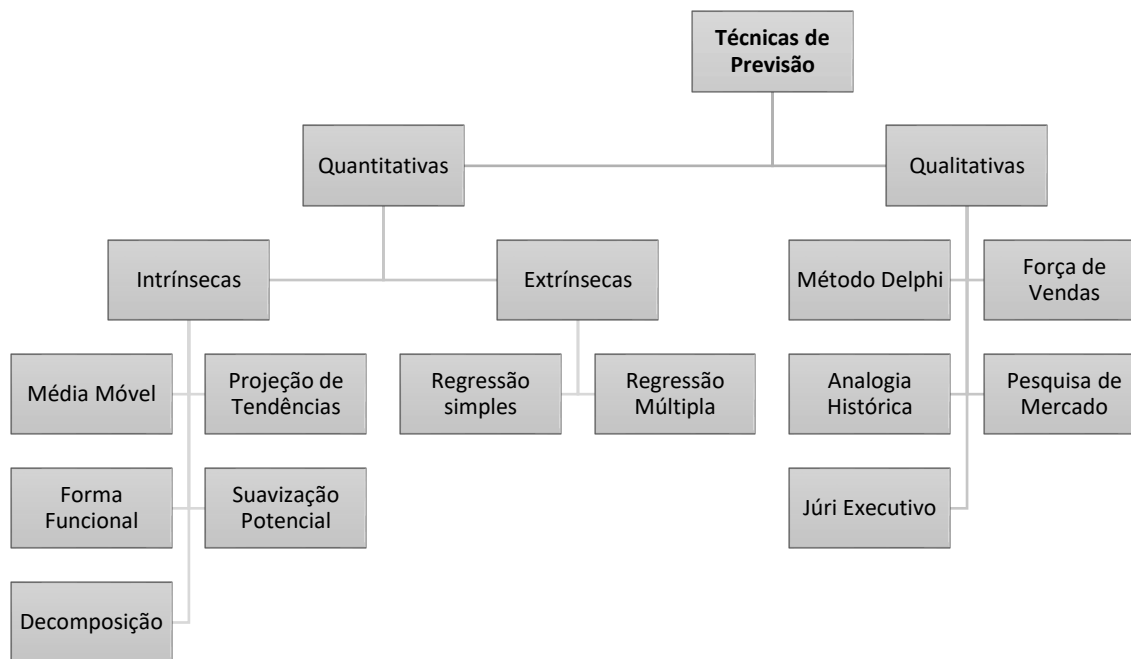 Técnicas de
Previsão
Quantitativas
Qualitativas
Intrínsecas
Extrínsecas
Método Delphi
Força de
Vendas
Média Móvel
Projeção de
Tendências
Regressão
simples
Regressão
Múltipla
Analogia
Histórica
Pesquisa de
Mercado
Forma
Funcional
Suavização
Potencial
Júri Executivo
Decomposição